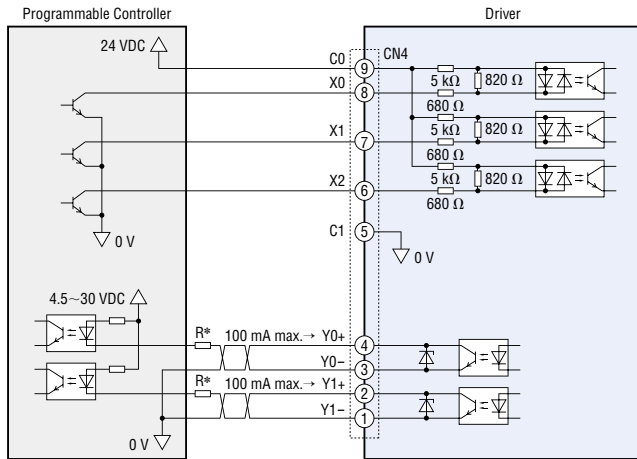 Programmable Controller
Driver
24 VDC
C0
CN4
9
5 kΩ
820 Ω
X0
8
680 Ω
5 kΩ
820 Ω
X1
7
680 Ω
5 kΩ
820 Ω
X2
6
680 Ω
C1
5
0 V
0 V
4.5~30 VDC
R*
100 mA max.→
Y0+
4
Y0−
3
R*
100 mA max.→
Y1+
2
Y1−
1
0 V